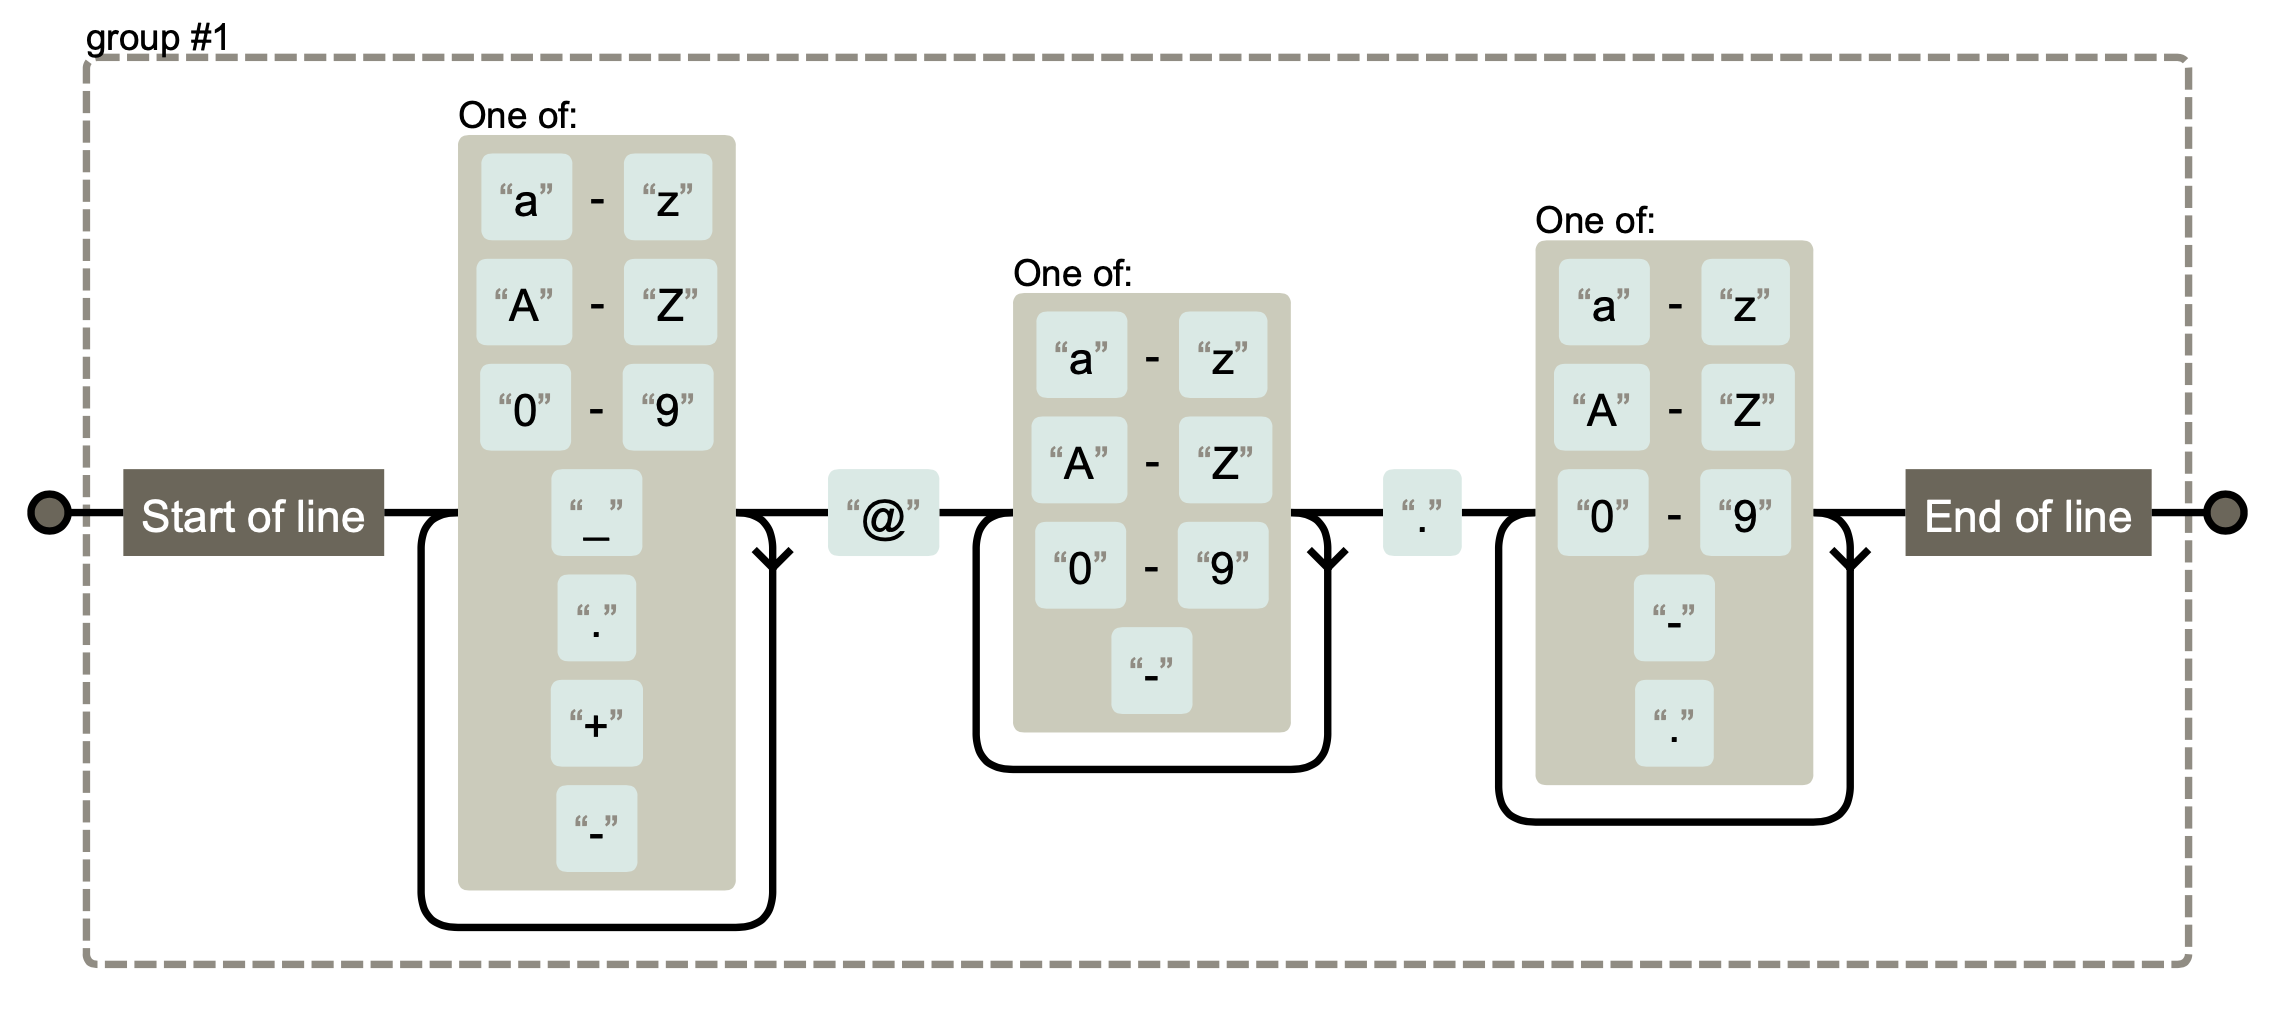 group #1
One of:
“a” - “z”
“A” - “Z”
“0” - “9”
“_”
“.”
“+”
“-”
One of:
“a” - “z”
“A” - “Z”
“0” - “9”
“-”
One of:
“a” - “z”
“A” - “Z”
“0” - “9”
“-”
“.”
Start of line
“@”
“.”
End of line